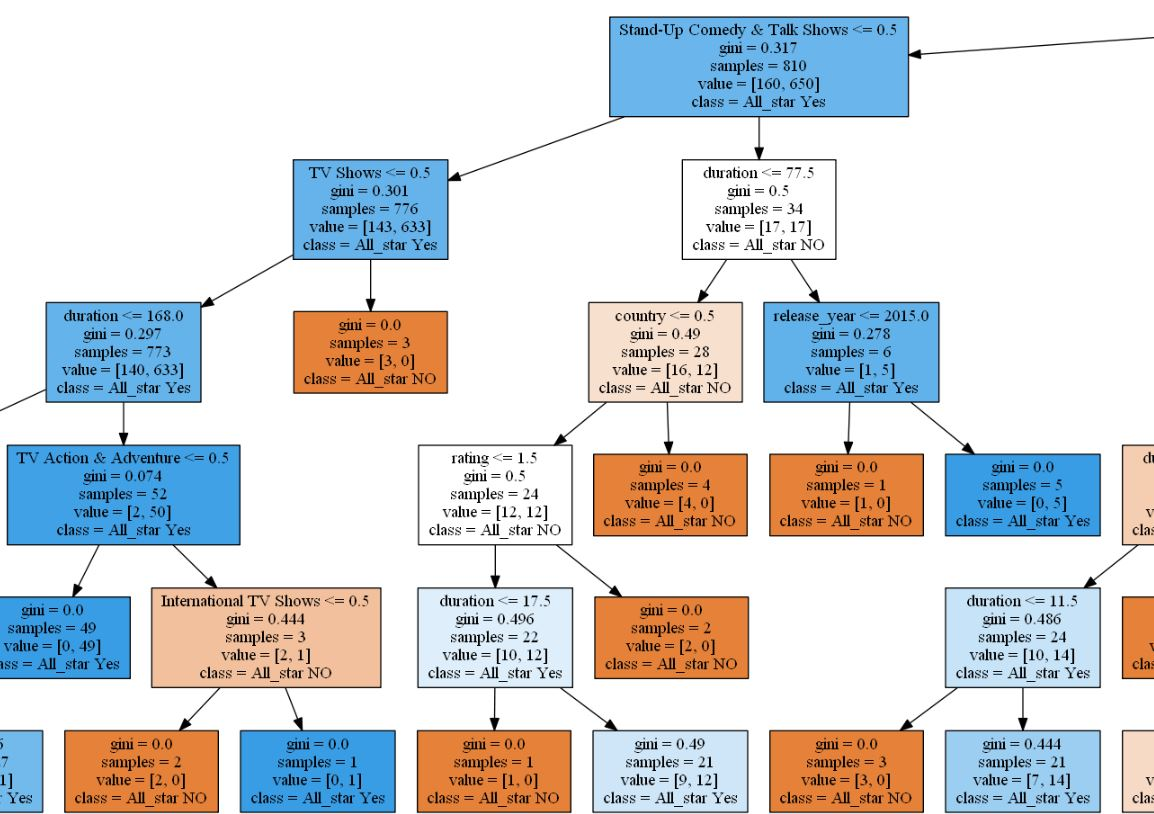 Stand-Up Comedy & Talk Shows <= 0.5
gini = 0.317
samples = 810
value = [160, 650]
class = All_star Yes
TV Shows <= 0.5
gini = 0.301
samples = 776
value = [143, 633]
class = All_star Yes
duration <= 77.5
gini = 0.5
samples = 34
value = [17, 17]
class = All_star NO
duration <= 168.0
gini = 0.297
samples = 773
value = [140, 633]
class = All_star Yes
gini = 0.0
samples = 3
value = [3, 0]
class = All_star NO
country <= 0.5
gini = 0.49
samples = 28
value = [16, 12]
class = All_star NO
release_year <= 2015.0
gini = 0.278
samples = 6
value = [1, 5]
class = All_star Yes
TV Action & Adventure <= 0.5
gini = 0.074
samples = 52
value = [2, 50]
class = All_star Yes
rating <= 1.5
gini = 0.5
samples = 24
value = [12, 12]
class = All_star NO
gini = 0.0
samples = 4
value = [4, 0]
class = All_star NO
gini = 0.0
samples = 1
value = [1, 0]
class = All_star NO
gini = 0.0
samples = 5
value = [0, 5]
class = All_star Yes
gini = 0.0
samples = 49
value = [0, 49]
All_star Yes
International TV Shows <= 0.5
gini = 0.444
samples = 3
value = [2, 1]
class = All_star NO
duration <= 17.5
gini = 0.496
samples = 22
value = [10, 12]
class = All_star Yes
gini = 0.0
samples = 2
value = [2, 0]
class = All_star NO
duration <= 11.5
gini = 0.486
samples = 24
value = [10, 14]
class = All_star Yes
Yes
gini = 0.0
samples = 2
value = [2, 0]
class = All_star NO
gini = 0.0
samples = 1
value = [0, 1]
class = All_star Yes
gini = 0.0
samples = 1
value = [1, 0]
class = All_star NO
gini = 0.49
samples = 21
value = [9, 12]
class = All_star Yes
gini = 0.0
samples = 3
value = [3, 0]
class = All_star NO
gini = 0.444
samples = 21
value = [7, 14]
class = All_star Yes